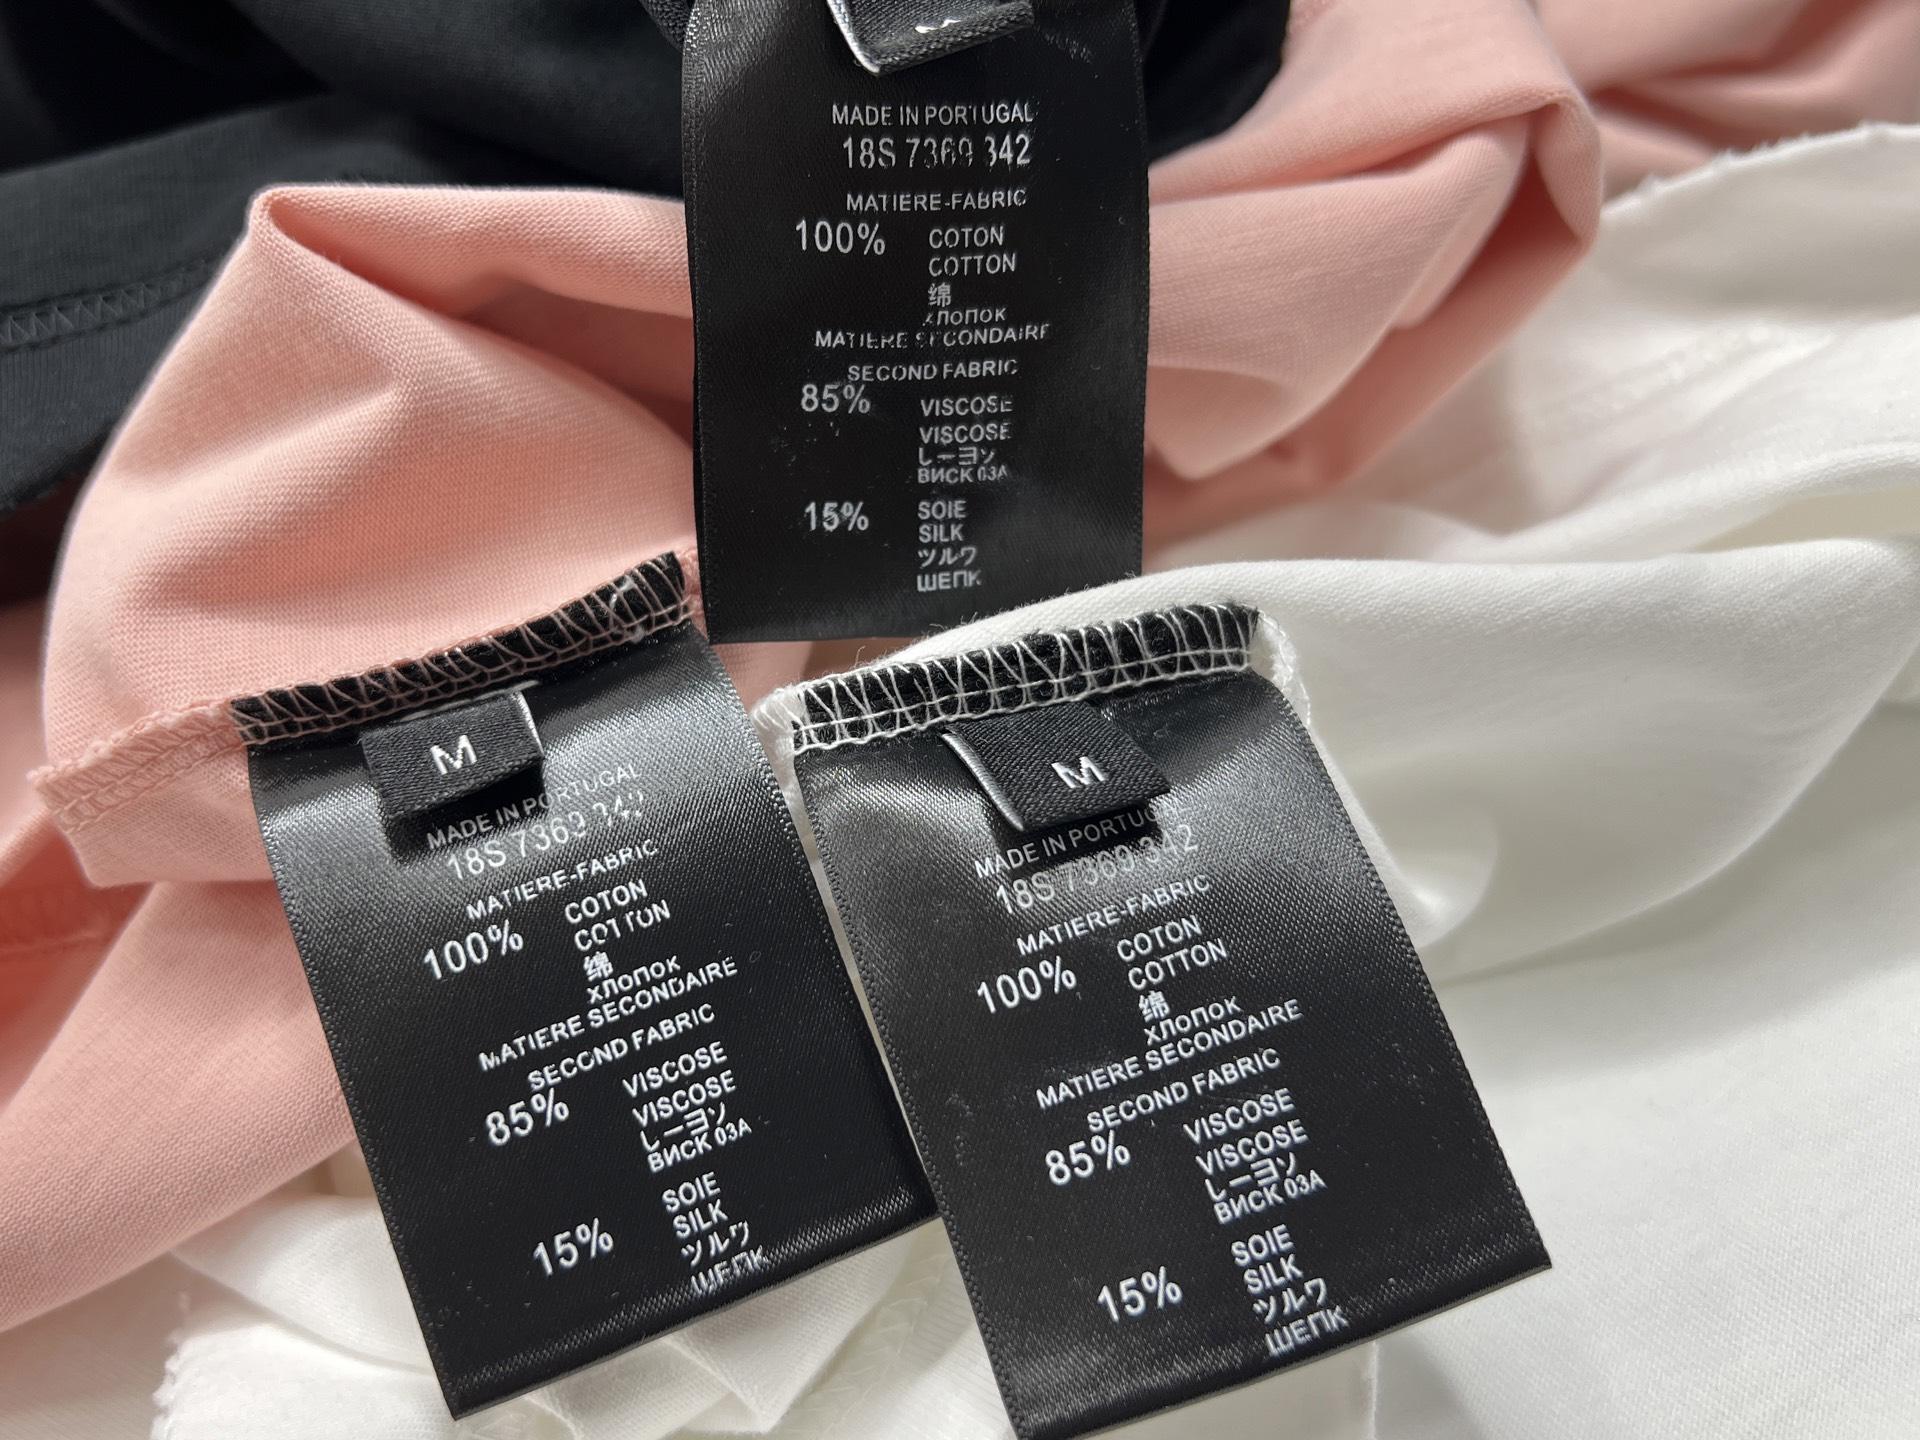 MADE IN PORTUGAL
18S 7369 342
MATIERE-FABRIC
100% COTON
COTTON
绵
хлопок
MATIERE SECONDAIRE
SECOND FABRIC
85% VISCOSE
VISCOSE
レーヨソ
ВИСК 03А
15% SOIE
SILK
ツルワ
ШЕПК
M
MADE IN PORTUGAL
18S 7369 342
MATIERE-FABRIC
100% COTON
COTTON
绵
хлопок
MATIERE SECONDAIRE
SECOND FABRIC
85% VISCOSE
VISCOSE
レーヨソ
ВИСК 03А
15% SOIE
SILK
ツルワ
ШЕПК
M
MADE IN PORTUG
18S 7369 342
MATIERE-FABRIC
100% COTON
COTTON
绵
хлопок
MATIERE SECONDAIRE
SECOND FABRIC
85% VISCOSE
VISCOSE
レーヨソ
ВИСК 03А
15% SOIE
SILK
ツルワ
ШЕПК